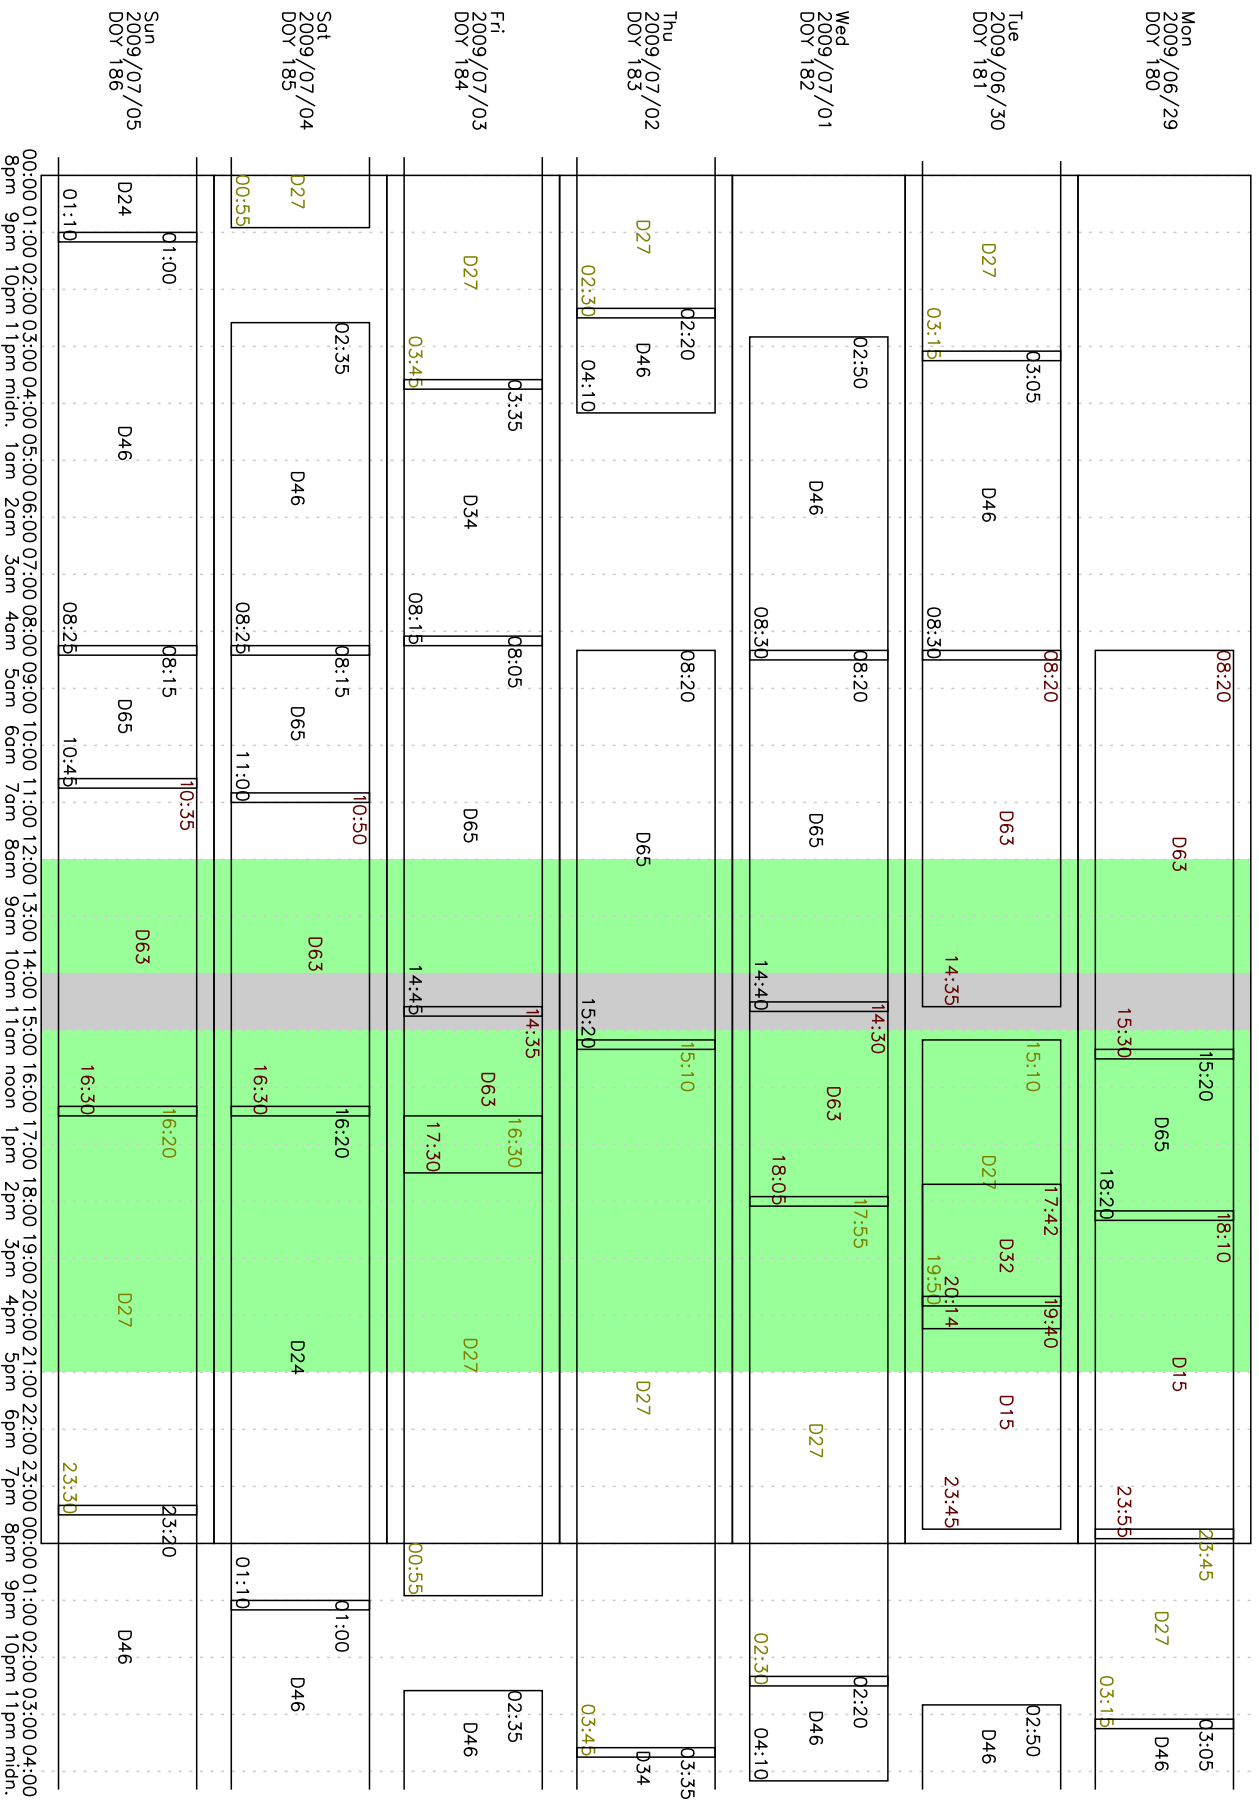 Mon
2009/06/29
DOY 180
08:20
D63
15:30
15:20
D65
18:20
18:10
D15
23:55
23:45
D27
03:15
03:05
D46
Tue
2009/06/30
DOY 181
D27
03:15
03:05
D46
08:30
08:20
D63
14:35
15:10
D27
17:42
D32
19:50
20:14
19:40
D15
23:45
02:50
D46
Wed
2009/07/01
DOY 182
02:50
D46
08:30
08:20
D65
14:40
14:30
D63
18:05
17:55
D27
02:30
02:20
D46
04:10
Thu
2009/07/02
DOY 183
D27
02:30
02:20
D46
04:10
08:20
D65
15:20
15:10
D27
03:45
03:35
D34
Fri
2009/07/03
DOY 184
D27
03:45
03:35
D34
08:15
08:05
D65
14:45
14:35
D63
16:30
17:30
D27
00:55
02:35
D46
Sat
2009/07/04
DOY 185
D27
00:55
02:35
D46
08:25
08:15
D65
11:00
10:50
D63
16:30
16:20
D24
01:10
01:00
D46
Sun
2009/07/05
DOY 186
D24
01:10
01:00
D46
08:25
08:15
D65
10:45
10:35
D63
16:30
16:20
D27
23:30
23:20
D46
00:00 01:00 02:00 03:00 04:00 05:00 06:00 07:00 08:00 09:00 10:00 11:00 12:00 13:00 14:00 15:00 16:00 17:00 18:00 19:00 20:00 21:00 22:00 23:00 00:00 01:00 02:00 03:00 04:00
8pm 9pm 10pm 11pm midn. 1am 2am 3am 4am 5am 6am 7am 8am 9am 10am 11am noon 1pm 2pm 3pm 4pm 5pm 6pm 7pm 8pm 9pm 10pm 11pm midn.